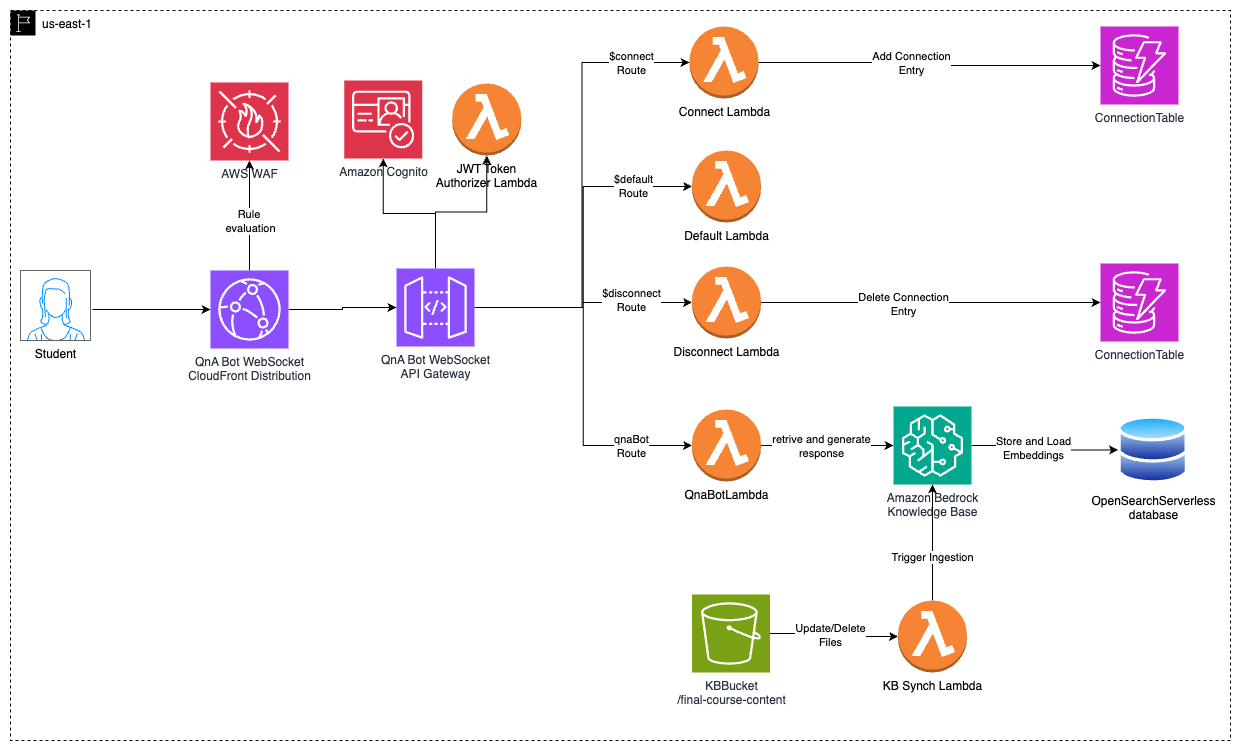 us-east-1
$connect
Route
Connect Lambda
Add Connection
Entry
ConnectionTable
AWS WAF
Amazon Cognito
JWT Token
Authorizer Lambda
$default
Route
Default Lambda
Rule
evaluation
Student
QnA Bot WebSocket
CloudFront Distribution
QnA Bot WebSocket
API Gateway
$disconnect
Route
Disconnect Lambda
Delete Connection
Entry
ConnectionTable
qnaBot
Route
QnaBotLambda
retrive and generate
response
Amazon Bedrock
Knowledge Base
Store and Load
Embeddings
OpenSearchServerless
database
Trigger Ingestion
KBBucket
/final-course-content
Update/Delete
Files
KB Synch Lambda